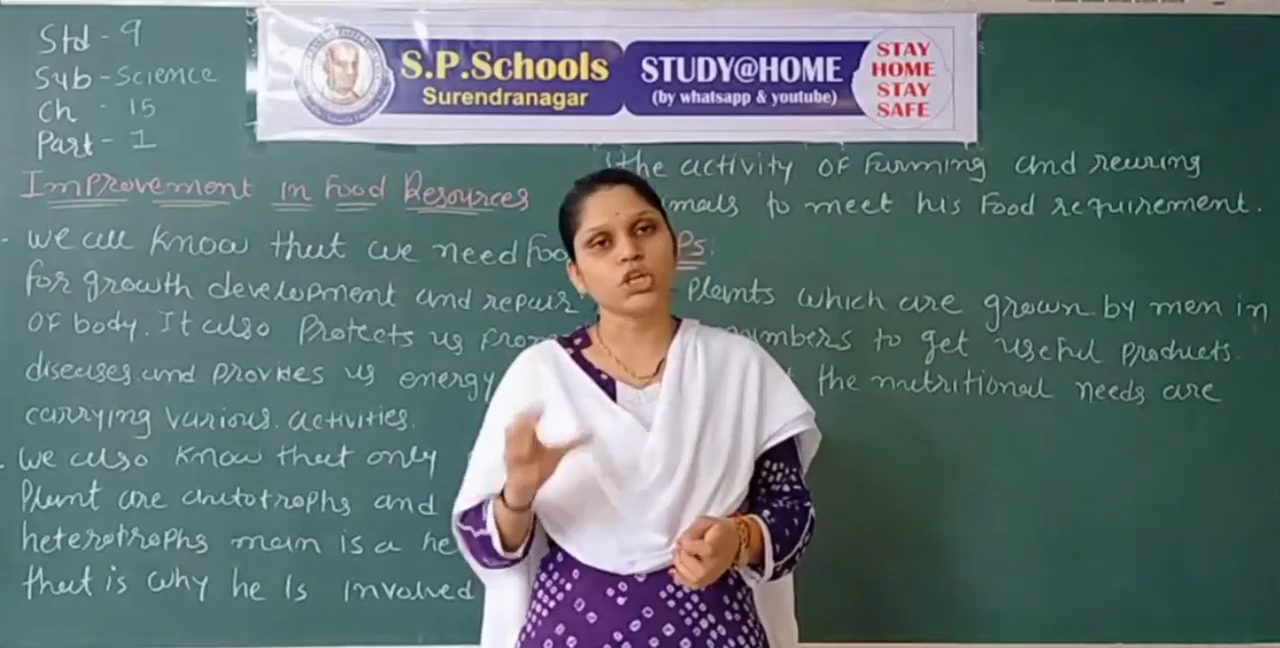 Std - 9
Sub - Science
Ch - 15
Part - 1
S.P.Schools
Surendranagar
STUDY@HOME
(by whatsapp & youtube)
STAY
HOME
STAY
SAFE
Improvement in Food Resources
- We all know that we need foo
for growth development and repair
of body. It also Protects us from
diseases and provides us energy
carrying various activities.
- We also know that only
Plant are autotrophs and
heterotrophs man is a he
that is why he is involved
the activity of Farming and rearing
imals to meet his Food requirement.
Ps:
Plants which are grown by men in
numbers to get useful products.
the nutritional needs are